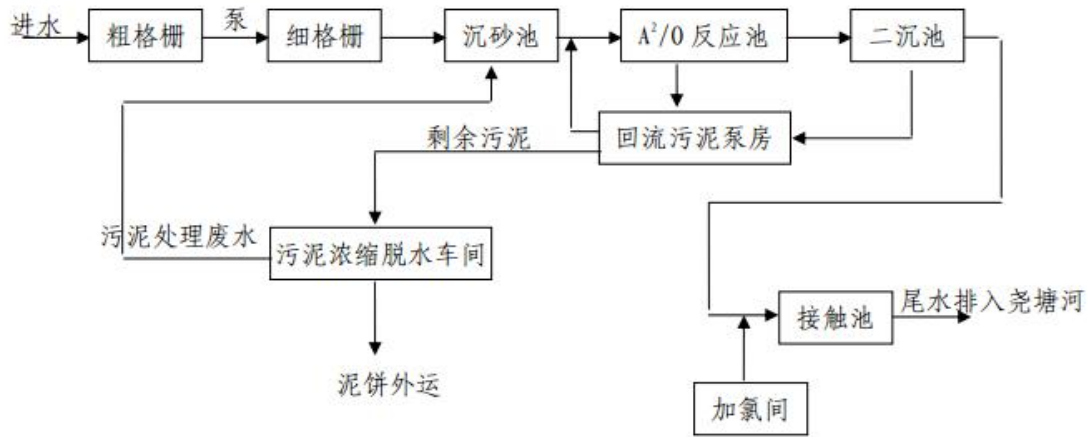 进水
粗格栅
泵
细格栅
沉砂池
A²/O 反应池
二沉池
回流污泥泵房
剩余污泥
污泥处理废水
污泥浓缩脱水车间
泥饼外运
接触池
尾水排入尧塘河
加氯间